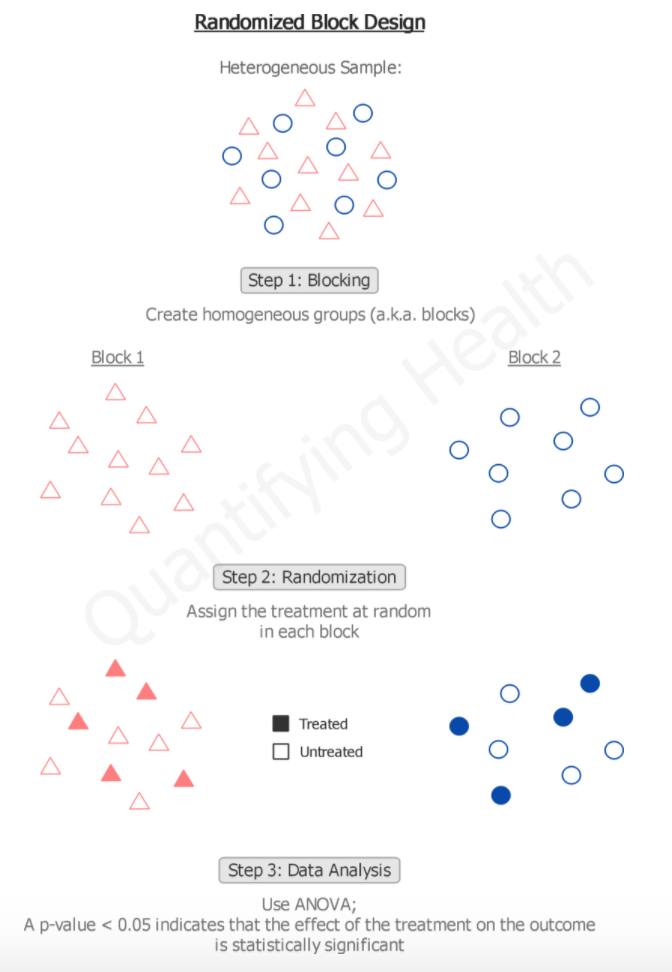 Randomized Block Design
Heterogeneous Sample:
Step 1: Blocking
Create homogeneous groups (a.k.a. blocks)
Block 1
Block 2
Quantifying Health
Step 2: Randomization
Assign the treatment at random
in each block
Treated
Untreated
Step 3: Data Analysis
Use ANOVA;
A p-value < 0.05 indicates that the effect of the treatment on the outcome
is statistically significant